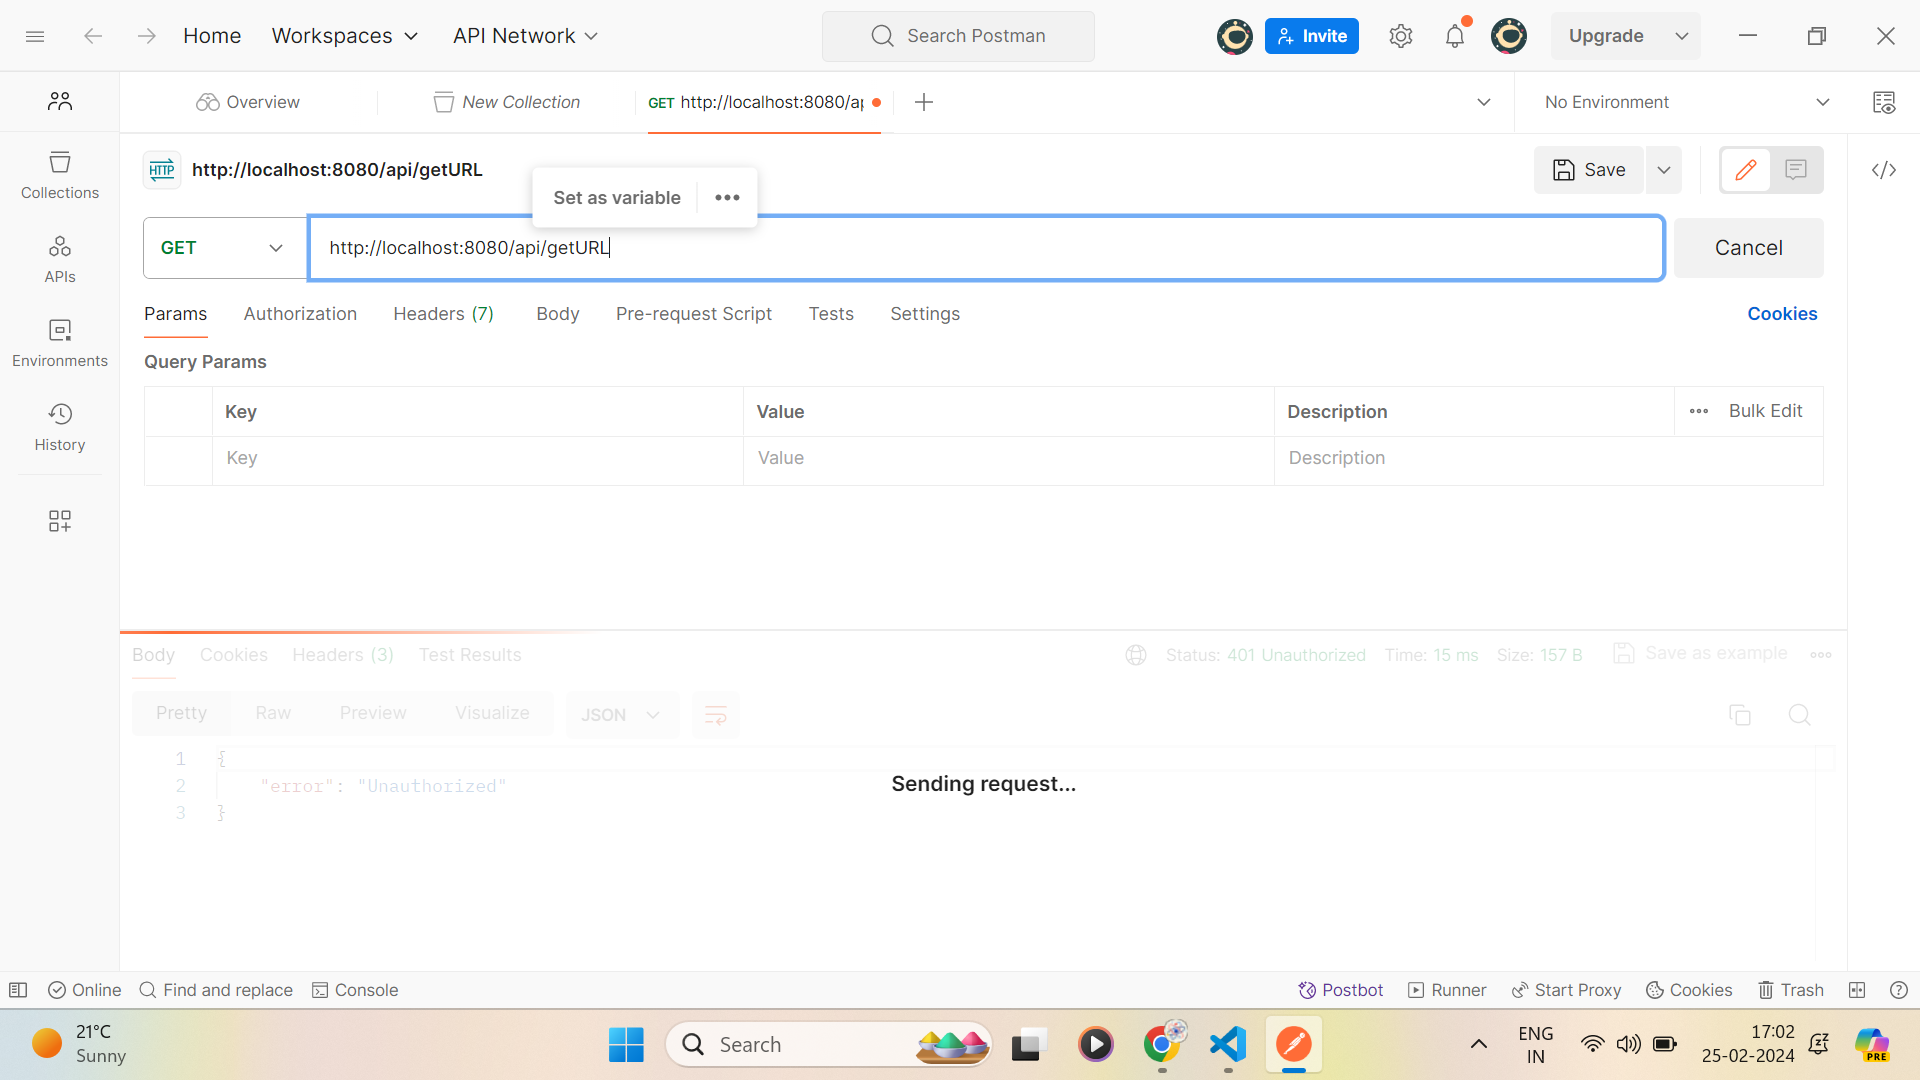 Home Workspaces API Network Search Postman Invite Upgrade
Overview New Collection GET http://localhost:8080/ap No Environment
HTTP http://localhost:8080/api/getURL Save
Set as variable
GET http://localhost:8080/api/getURL Cancel
Params Authorization Headers (7) Body Pre-request Script Tests Settings Cookies
Query Params
Key Value Description Bulk Edit
Key Value Description
Collections
APIs
Environments
History
Body Cookies Headers (3) Test Results Status: 401 Unauthorized Time: 15 ms Size: 157 B Save as example
Pretty Raw Preview Visualize JSON
1 {
2 "error": "Unauthorized"
3 }
Sending request...
Online Find and replace Console Postbot Runner Start Proxy Cookies Trash
21°C
Sunny
Search
ENG
IN
17:02
25-02-2024
PRE